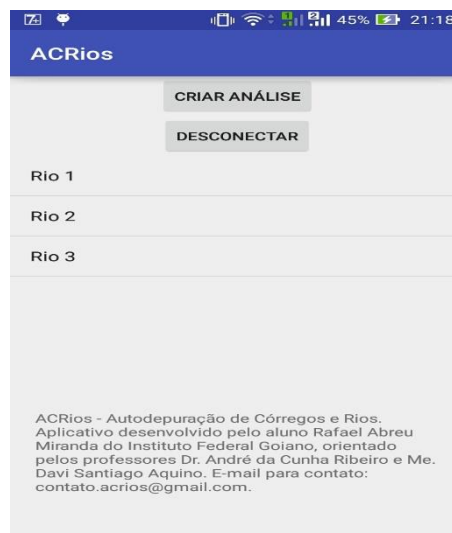 45% 21:18
ACRios
CRIAR ANÁLISE
DESCONECTAR
Rio 1
Rio 2
Rio 3
ACRios - Autodepuração de Córregos e Rios.
Aplicativo desenvolvido pelo aluno Rafael Abreu
Miranda do Instituto Federal Goiano, orientado
pelos professores Dr. André da Cunha Ribeiro e Me.
Davi Santiago Aquino. E-mail para contato:
contato.acrios@gmail.com.